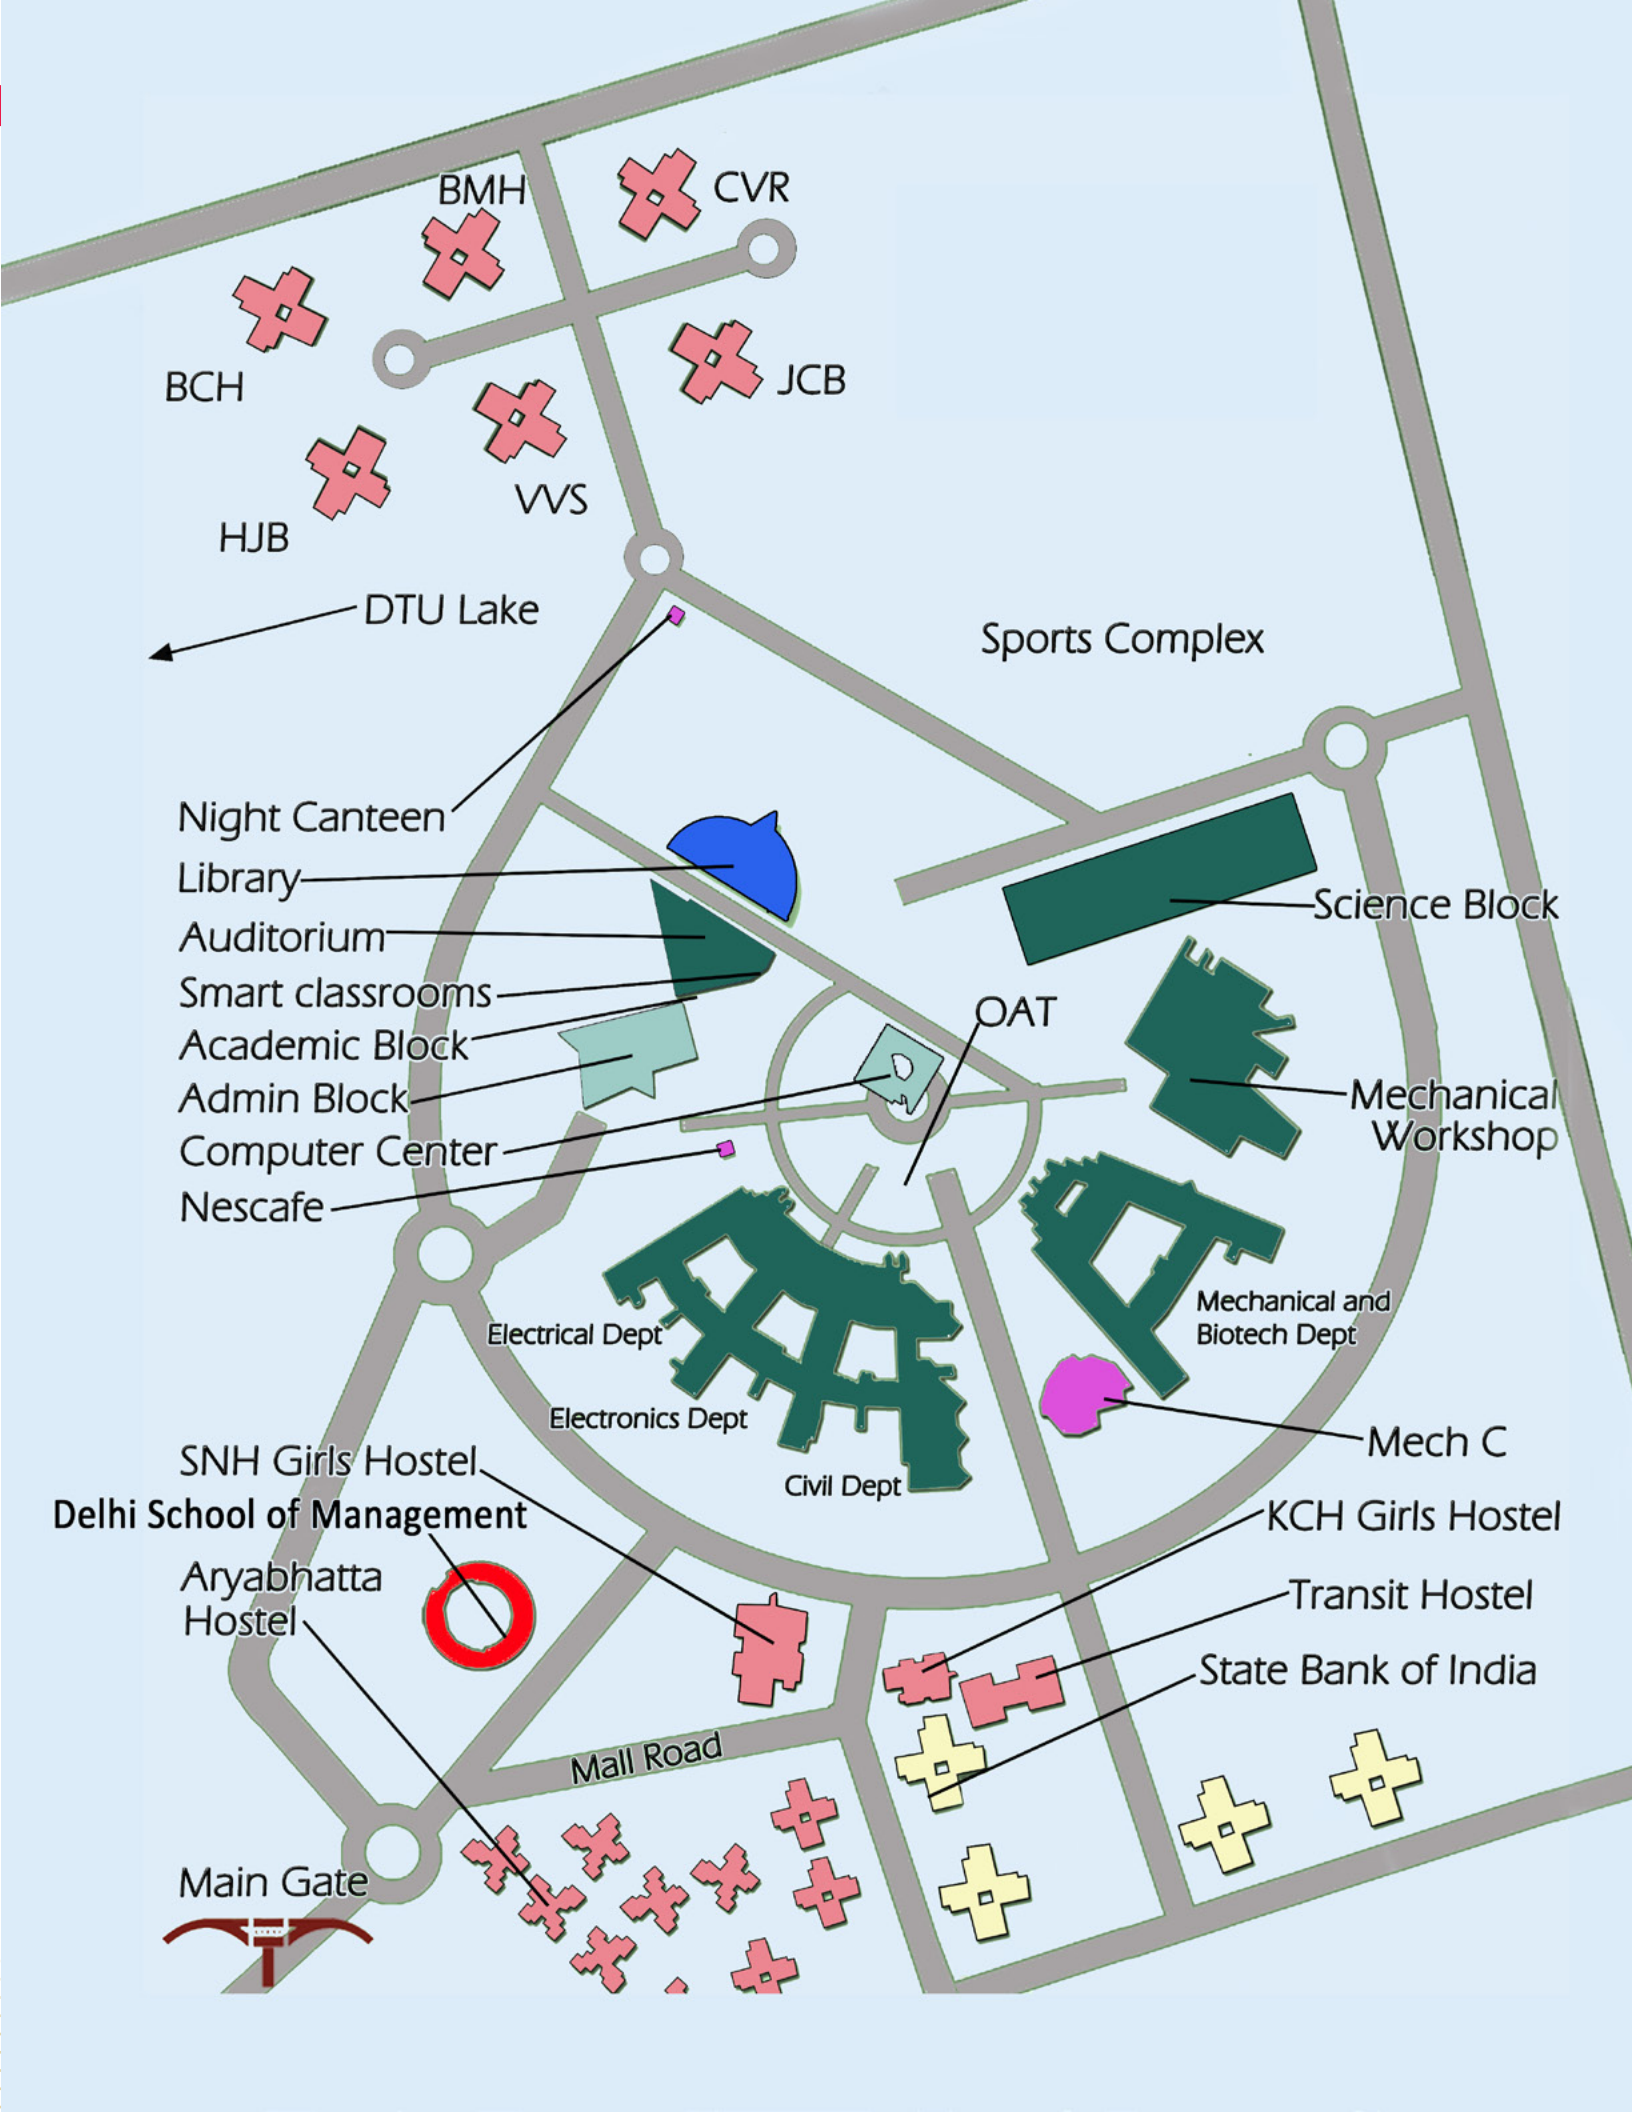 BMH
CVR
BCH
JCB
VVS
HJB
DTU Lake
Sports Complex
Night Canteen
Library
Science Block
Auditorium
Smart classrooms
OAT
Academic Block
Admin Block
Mechanical
Workshop
Computer Center
Nescafe
Mechanical and
Biotech Dept
Electrical Dept
Electronics Dept
Mech C
SNH Girls Hostel
Civil Dept
Delhi School of Management
KCH Girls Hostel
Aryabhatta
Hostel
Transit Hostel
State Bank of India
Mall Road
Main Gate